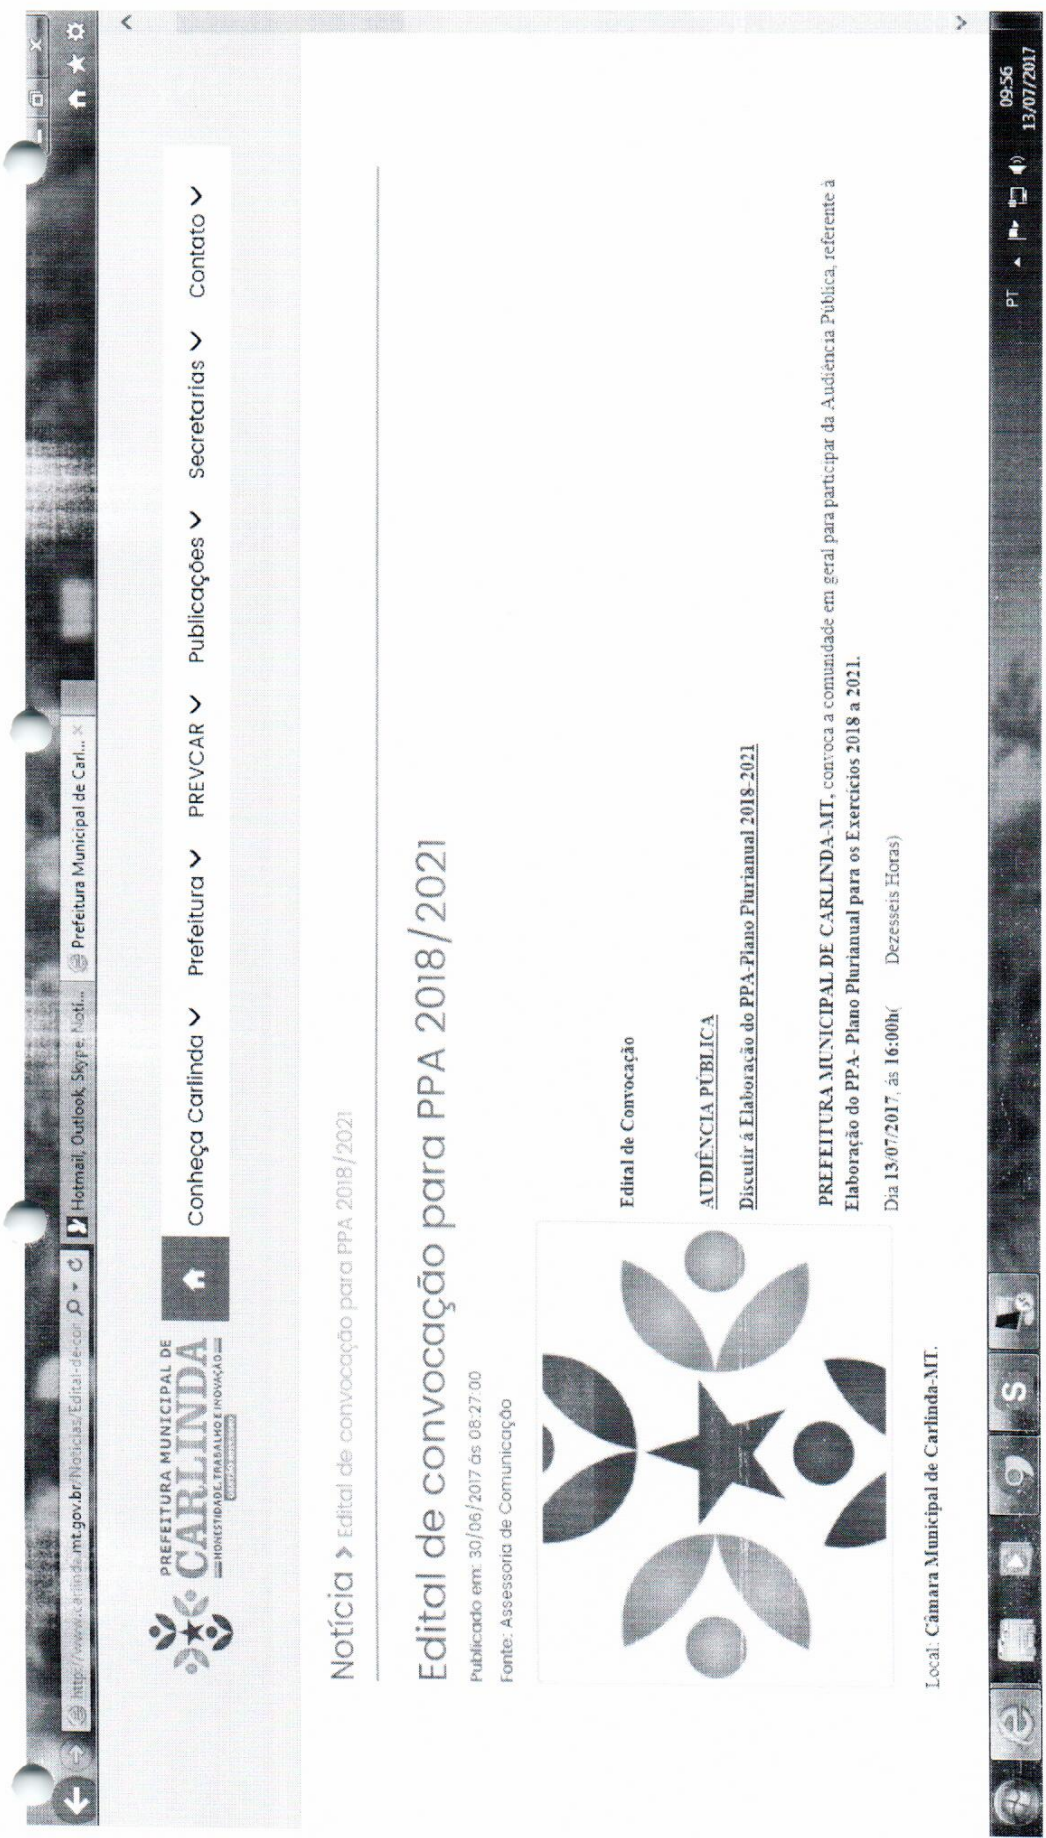 http://www.carlinda.mt.gov.br/Noticias/Edital-de-cor
Hotmail, Outlook, Skype, Notí...
Prefeitura Municipal de Carl...
PREFEITURA MUNICIPAL DE
CARLINDA
HONESTIDADE, TRABALHO E INOVAÇÃO
Conheça Carlinda
Prefeitura
PREVCAR
Publicações
Secretarias
Contato
Notícia > Edital de convocação para PPA 2018/2021
Edital de convocação para PPA 2018/2021
Publicado em: 30/06/2017 às 08:27:00
Fonte: Assessoria de Comunicação
Edital de Convocação
AUDIÊNCIA PÚBLICA
Discutir á Elaboração do PPA-Plano Plurianual 2018-2021
PREFEITURA MUNICIPAL DE CARLINDA-MT, convoca a comunidade em geral para participar da Audiência Pública, referente à
Elaboração do PPA- Plano Plurianual para os Exercícios 2018 a 2021.
Dia 13/07/2017, ás 16:00h( Dezesseis Horas)
Local: Câmara Municipal de Carlinda-MT.
PT
09:56
13/07/2017